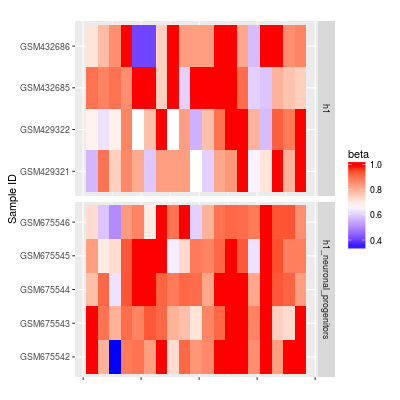 GSM432686
GSM432685
GSM429322
GSM429321
h1
GSM675546
GSM675545
GSM675544
GSM675543
GSM675542
h1_neuronal_progenitors
Sample ID
beta
1.0
0.8
0.6
0.4